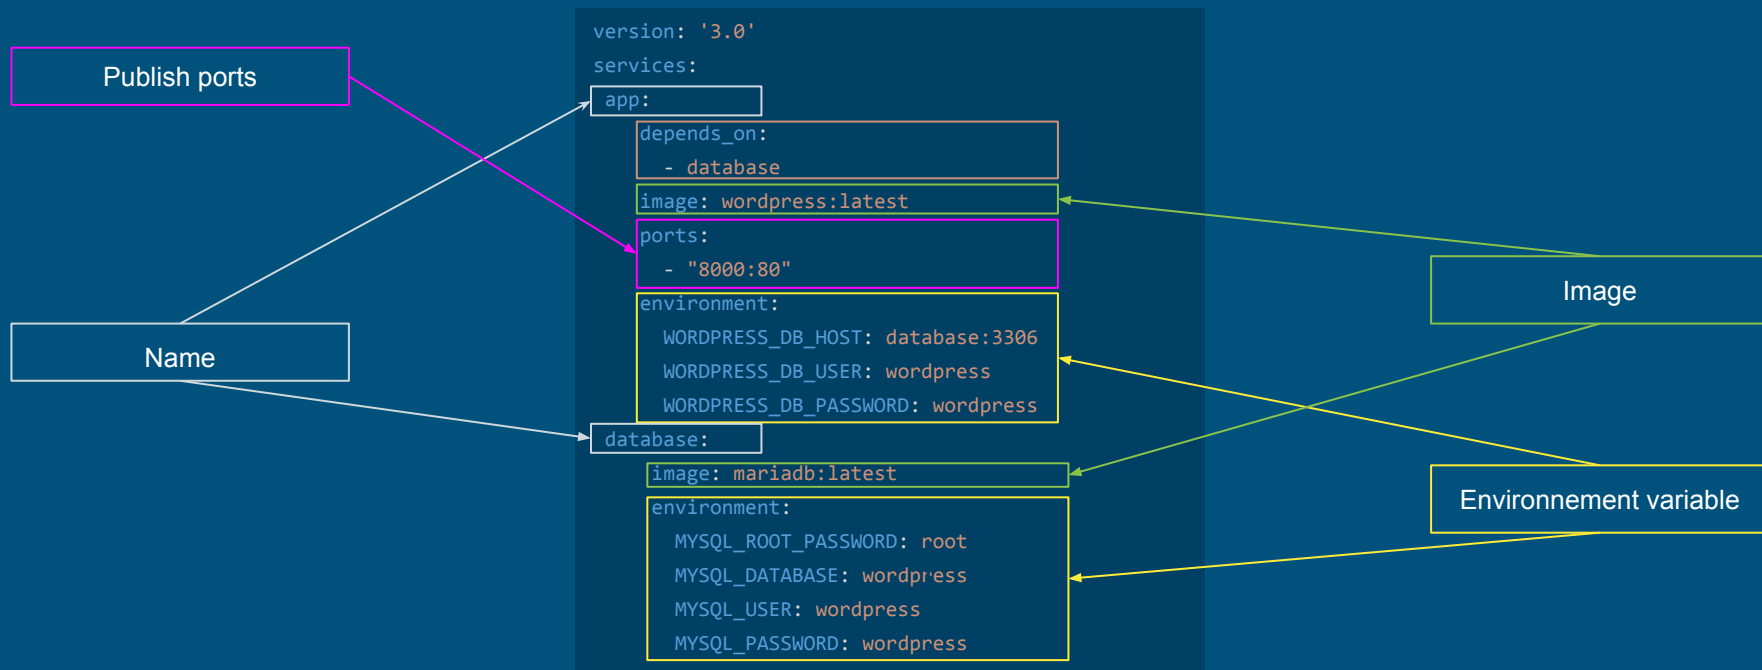 Publish ports
Name
version: '3.0'
services:
app:
depends_on:
- database
image: wordpress:latest
ports:
- "8000:80"
environment:
WORDPRESS_DB_HOST: database:3306
WORDPRESS_DB_USER: wordpress
WORDPRESS_DB_PASSWORD: wordpress
database:
image: mariadb:latest
environment:
MYSQL_ROOT_PASSWORD: root
MYSQL_DATABASE: wordpress
MYSQL_USER: wordpress
MYSQL_PASSWORD: wordpress
Image
Environnement variable